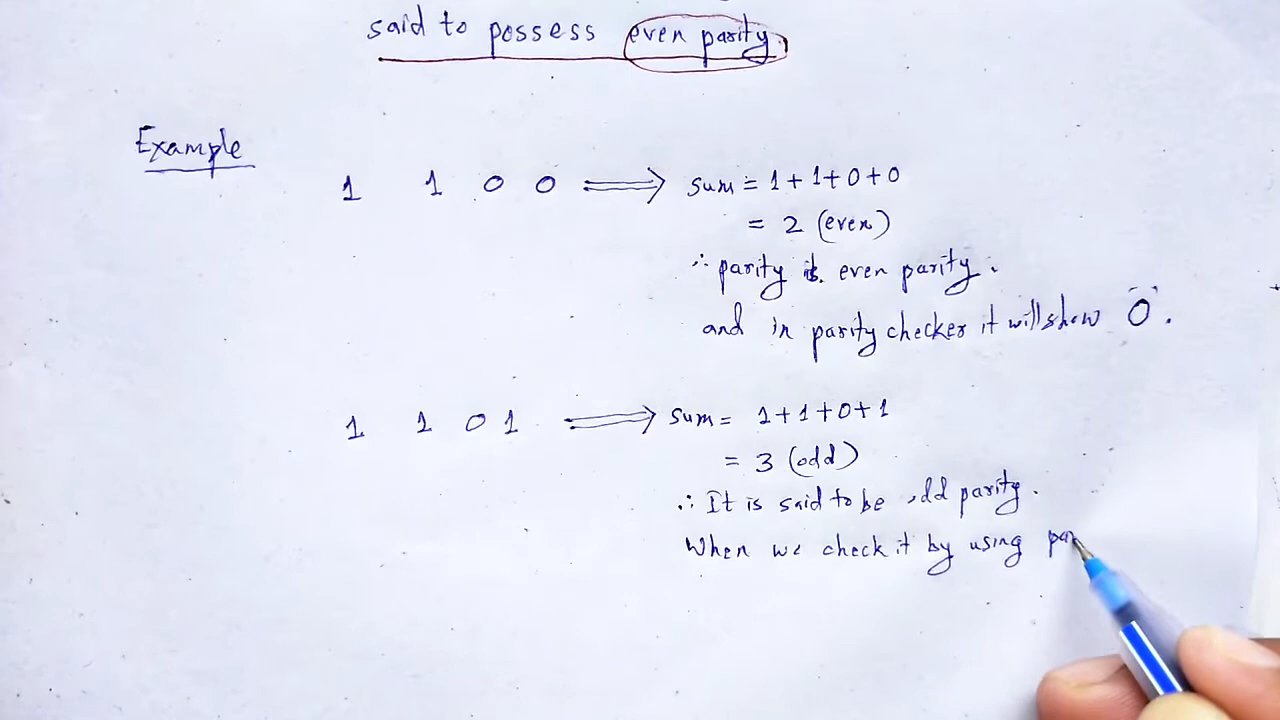 said to possess even parity.
Example
1 1 0 0 ⟹ sum = 1+1+0+0
= 2 (even)
∴ parity is even parity.
and in parity checker it will show "0".
1 1 0 1 ⟹ sum = 1+1+0+1
= 3 (odd)
∴ It is said to be odd parity.
When we check it by using par